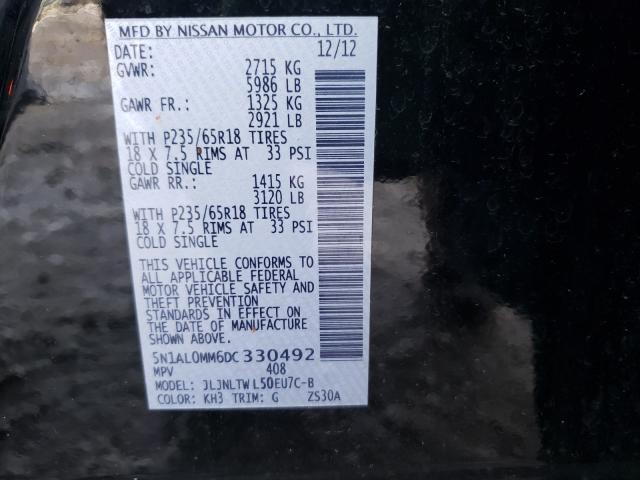 MFD BY NISSAN MOTOR CO., LTD.
DATE: 12/12
GVWR: 2715 KG
5986 LB
GAWR FR.: 1325 KG
2921 LB
WITH P235/65R18 TIRES
18 X 7.5 RIMS AT 33 PSI
COLD SINGLE
GAWR RR.: 1415 KG
3120 LB
WITH P235/65R18 TIRES
18 X 7.5 RIMS AT 33 PSI
COLD SINGLE
THIS VEHICLE CONFORMS TO
ALL APPLICABLE FEDERAL
MOTOR VEHICLE SAFETY AND
THEFT PREVENTION
STANDARDS IN EFFECT ON
THE DATE OF MANUFACTURE
SHOWN ABOVE.
5N1AL0MM6DC330492
MPV 408
MODEL: JLJNLTWL50EU7C-B
COLOR: KH3 TRIM: G ZS30A